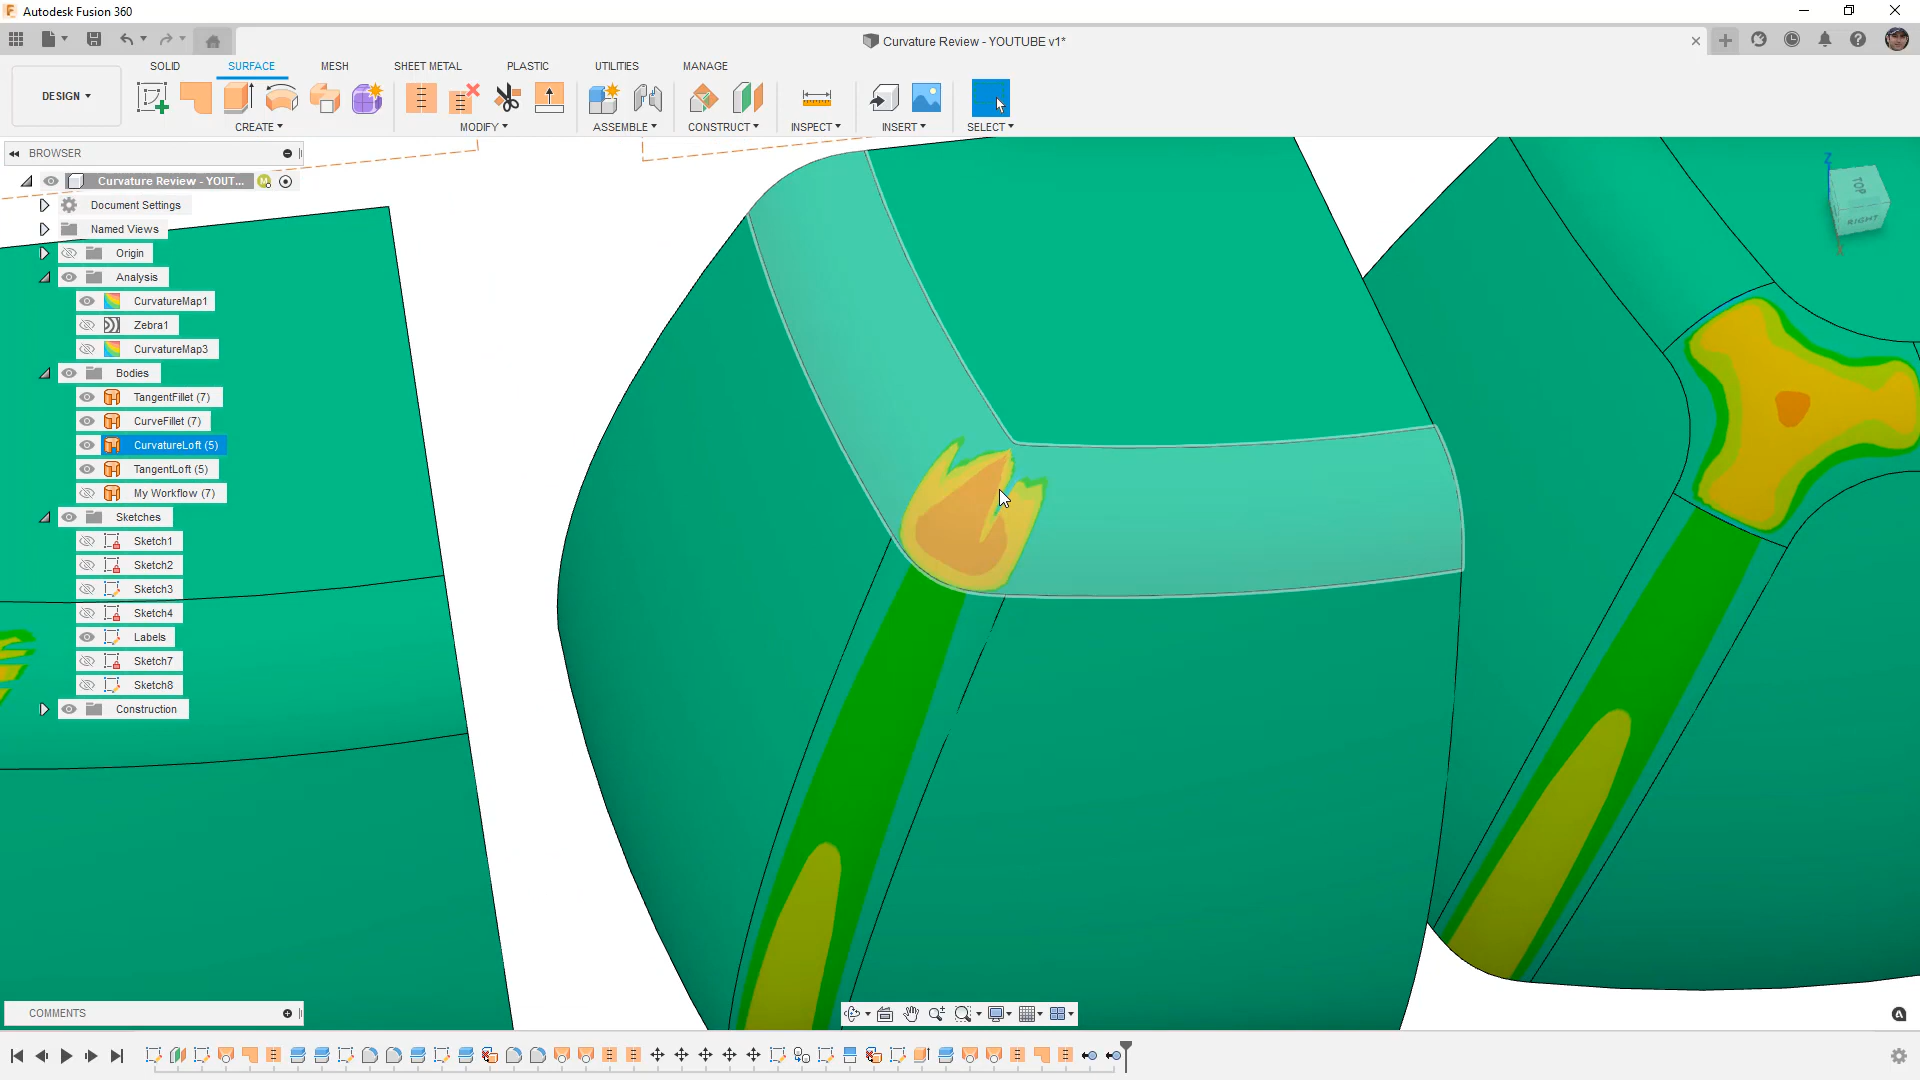 Autodesk Fusion 360
Curvature Review - YOUTUBE v1*
SOLID SURFACE MESH SHEET METAL PLASTIC UTILITIES MANAGE
DESIGN
CREATE MODIFY ASSEMBLE CONSTRUCT INSPECT INSERT SELECT
BROWSER
Curvature Review - YOUT...
Document Settings
Named Views
Origin
Analysis
CurvatureMap1
Zebra1
CurvatureMap3
Bodies
TangentFillet (7)
CurveFillet (7)
CurvatureLoft (5)
TangentLoft (5)
My Workflow (7)
Sketches
Sketch1
Sketch2
Sketch3
Sketch4
Labels
Sketch7
Sketch8
Construction
Z
TOP
RIGHT
X
COMMENTS